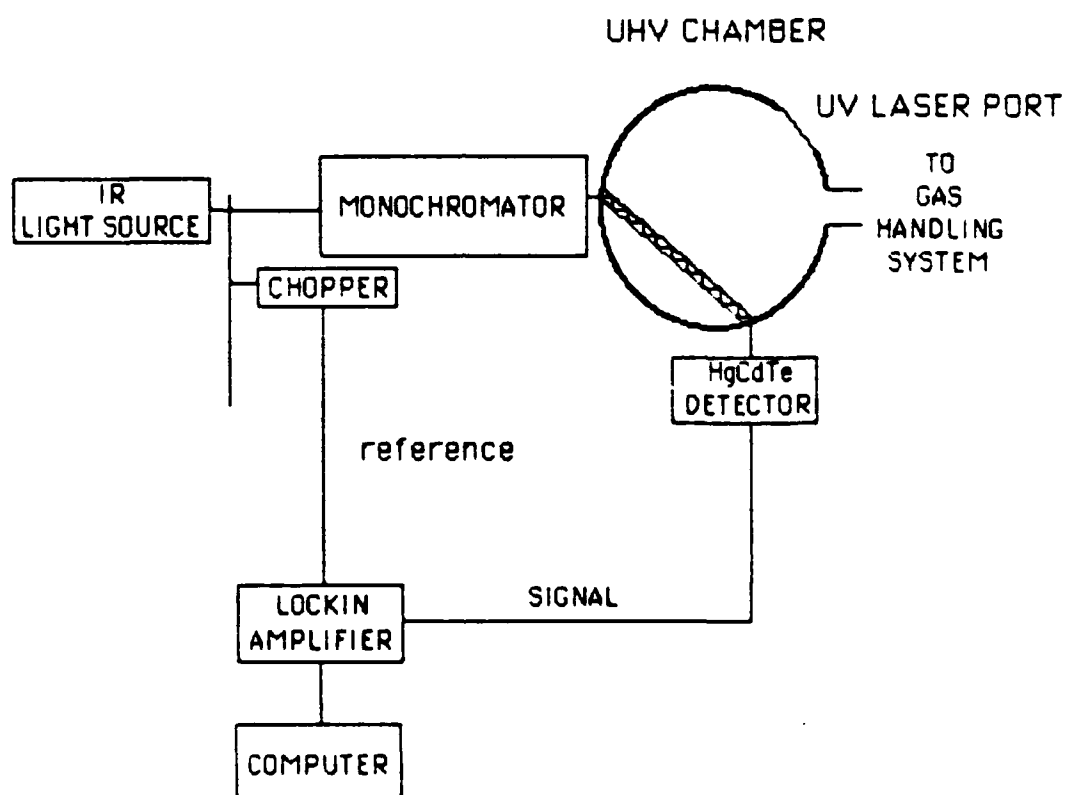 UHV CHAMBER
UV LASER PORT
TO
GAS
HANDLING
SYSTEM
IR
LIGHT SOURCE
MONOCHROMATOR
CHOPPER
HgCdTe
DETECTOR
reference
SIGNAL
LOCKIN
AMPLIFIER
COMPUTER